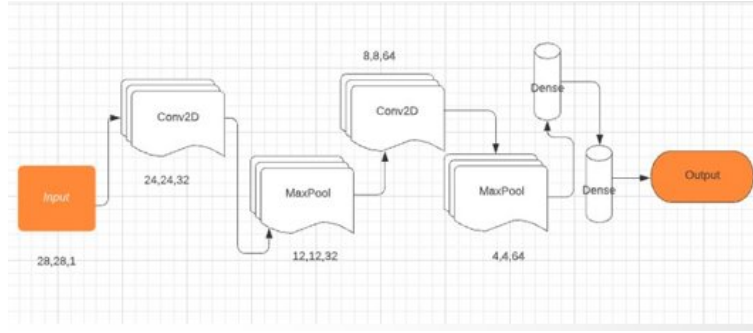 Input
28,28,1
Conv2D
24,24,32
MaxPool
12,12,32
8,8,64
Conv2D
MaxPool
4,4,64
Dense
Dense
Output